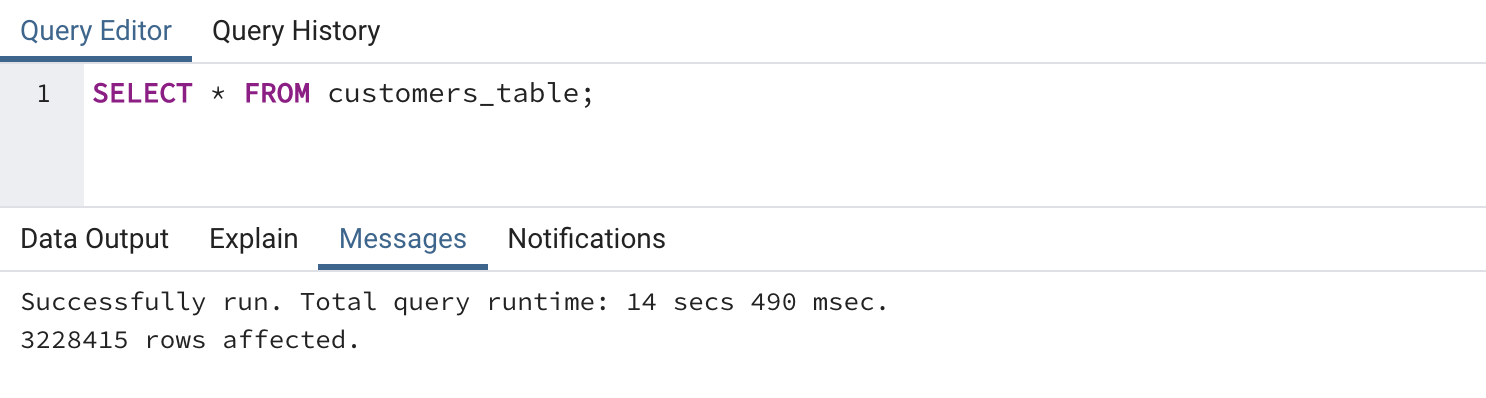 Query Editor Query History
1 SELECT * FROM customers_table;
Data Output Explain Messages Notifications
Successfully run. Total query runtime: 14 secs 490 msec.
3228415 rows affected.